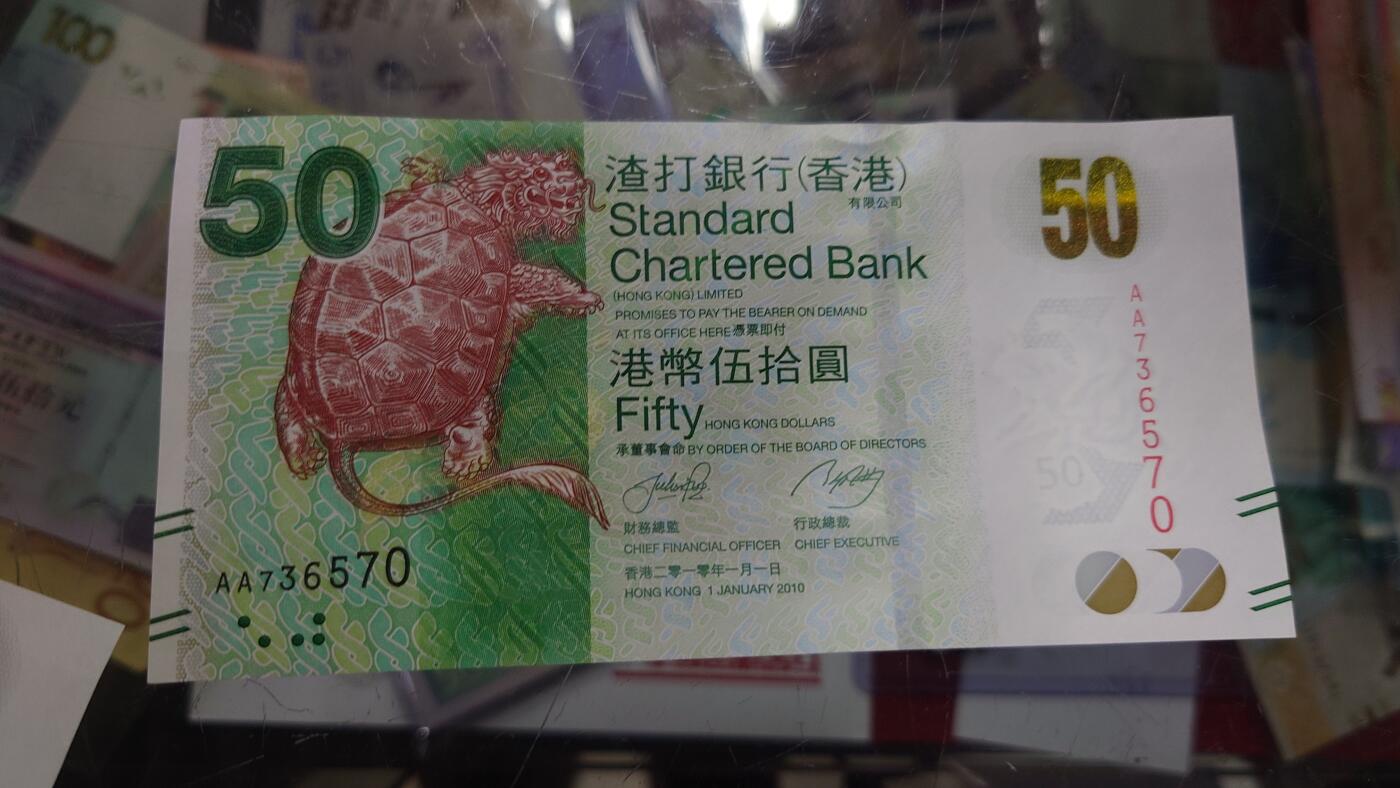 100
50
渣打銀行(香港)
有限公司
Standard
Chartered Bank
(HONG KONG) LIMITED
PROMISES TO PAY THE BEARER ON DEMAND
AT ITS OFFICE HERE 憑票即付
港幣伍拾圓
Fifty HONG KONG DOLLARS
承董事會命 BY ORDER OF THE BOARD OF DIRECTORS
財務總監 行政總裁
CHIEF FINANCIAL OFFICER CHIEF EXECUTIVE
香港二零一零年一月一日
HONG KONG 1 JANUARY 2010
AA736570
50
AA736570
50